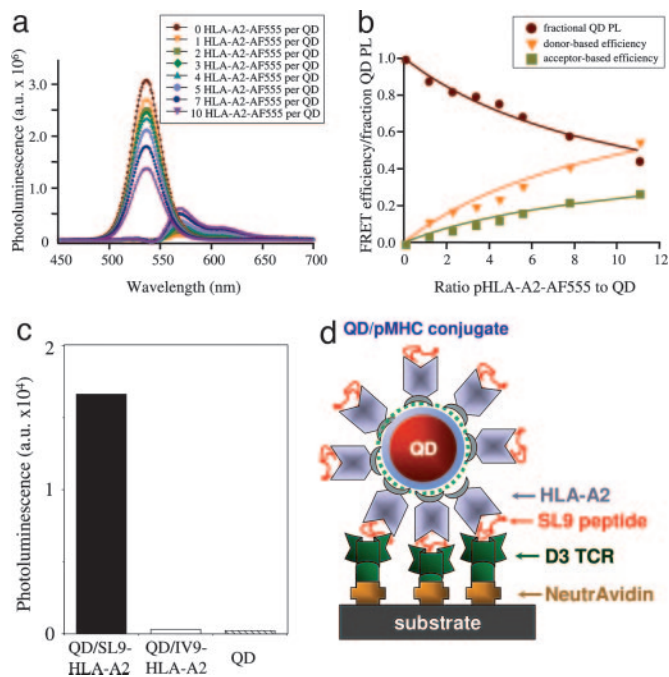 a
Photoluminescence (a.u. x 10⁶)
3.0
2.0
1.0
0
450 500 550 600 650 700
Wavelength (nm)
0 HLA-A2-AF555 per QD
1 HLA-A2-AF555 per QD
2 HLA-A2-AF555 per QD
3 HLA-A2-AF555 per QD
4 HLA-A2-AF555 per QD
5 HLA-A2-AF555 per QD
7 HLA-A2-AF555 per QD
10 HLA-A2-AF555 per QD
b
fractional QD PL
donor-based efficiency
acceptor-based efficiency
FRET efficiency/fraction QD PL
1.0
0.8
0.6
0.4
0.2
0
0 2 4 6 8 10 12
Ratio pHLA-A2-AF555 to QD
c
Photoluminescence (a.u. x10⁴)
2
1
0
QD/SL9-
HLA-A2
QD/IV9-
HLA-A2
QD
d
QD/pMHC conjugate
QD
HLA-A2
SL9 peptide
D3 TCR
NeutrAvidin
substrate